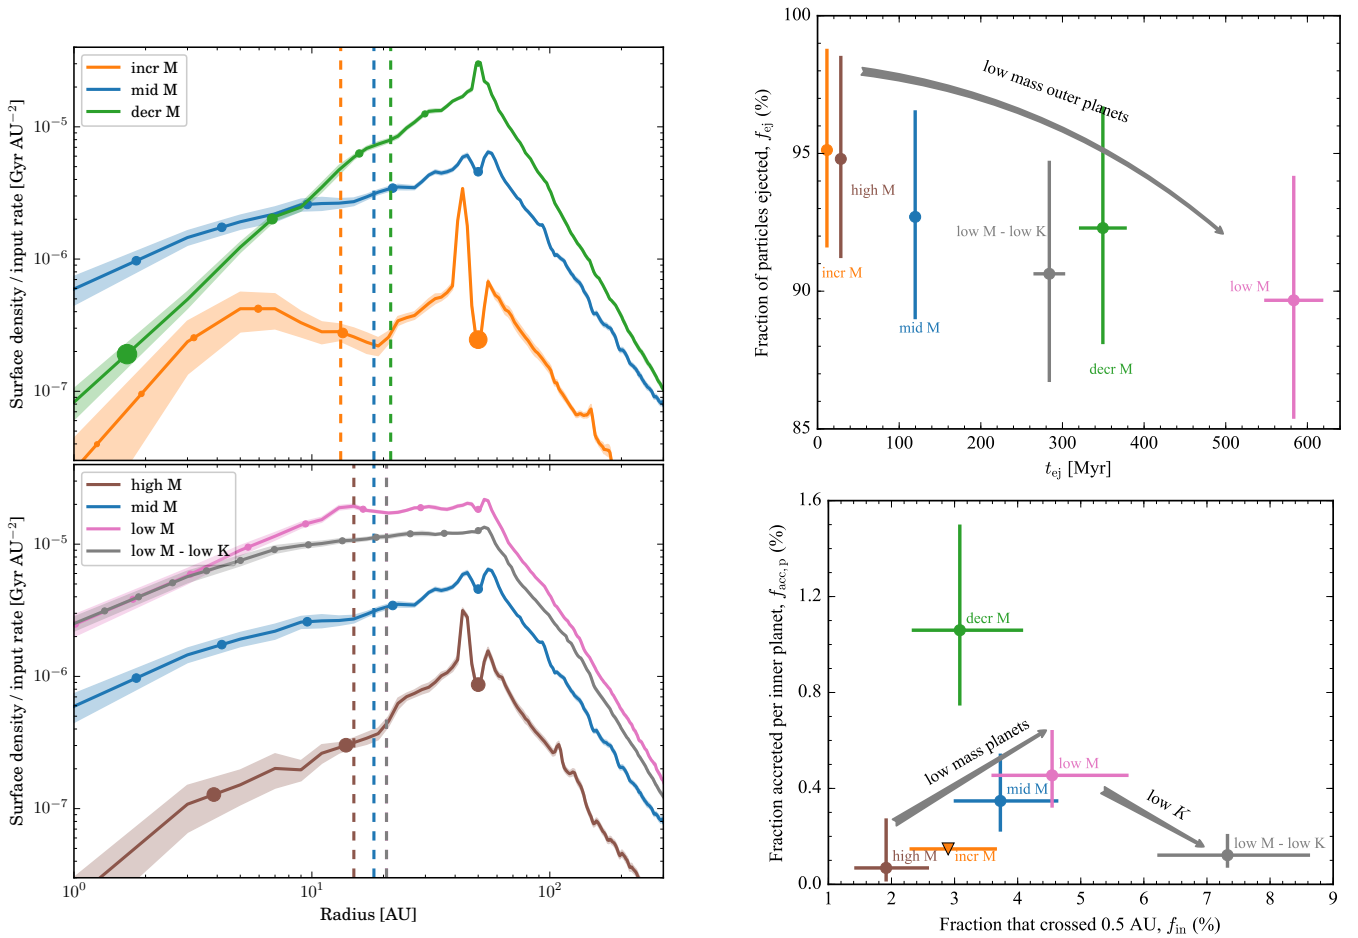 incr M
mid M
decr M
10⁻⁵
10⁻⁶
10⁻⁷
Surface density / input rate [Gyr AU⁻²]
high M
mid M
low M
low M - low K
10⁻⁵
10⁻⁶
10⁻⁷
Surface density / input rate [Gyr AU⁻²]
10⁰
10¹
10²
Radius [AU]
100
95
90
85
Fraction of particles ejected, f_ej (%)
low mass outer planets
high M
incr M
mid M
low M - low K
decr M
low M
0
100
200
300
400
500
600
t_ej [Myr]
1.6
1.2
0.8
0.4
0.0
Fraction accreted per inner planet, f_acc,p (%)
decr M
low mass planets
low M
mid M
low K
high M
incr M
low M - low K
1
2
3
4
5
6
7
8
9
Fraction that crossed 0.5 AU, f_in (%)